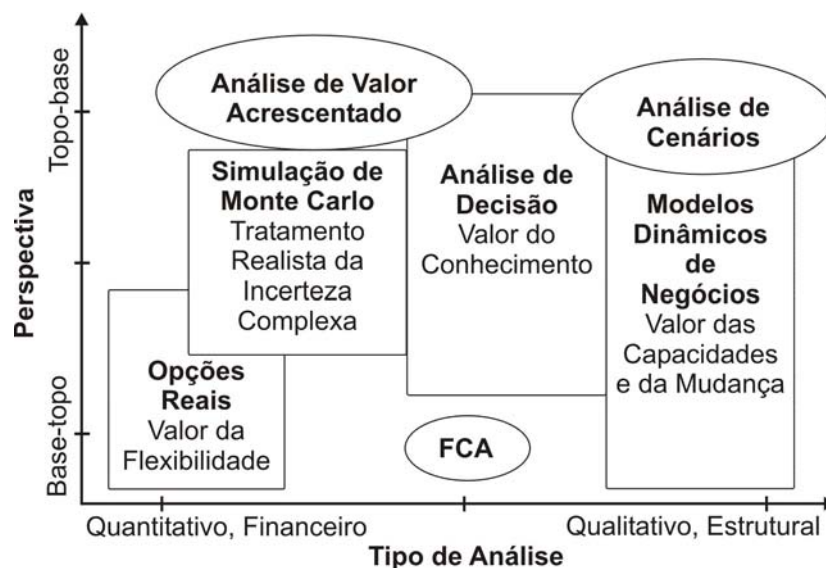 Perspectiva
Topo-base
Base-topo
Análise de Valor
Acrescentado
Análise de
Cenários
Simulação de
Monte Carlo
Tratamento
Realista da
Incerteza
Complexa
Análise de
Decisão
Valor do
Conhecimento
Modelos
Dinâmicos
de
Negócios
Valor das
Capacidades
e da Mudança
Opções
Reais
Valor da
Flexibilidade
FCA
Quantitativo, Financeiro
Qualitativo, Estrutural
Tipo de Análise